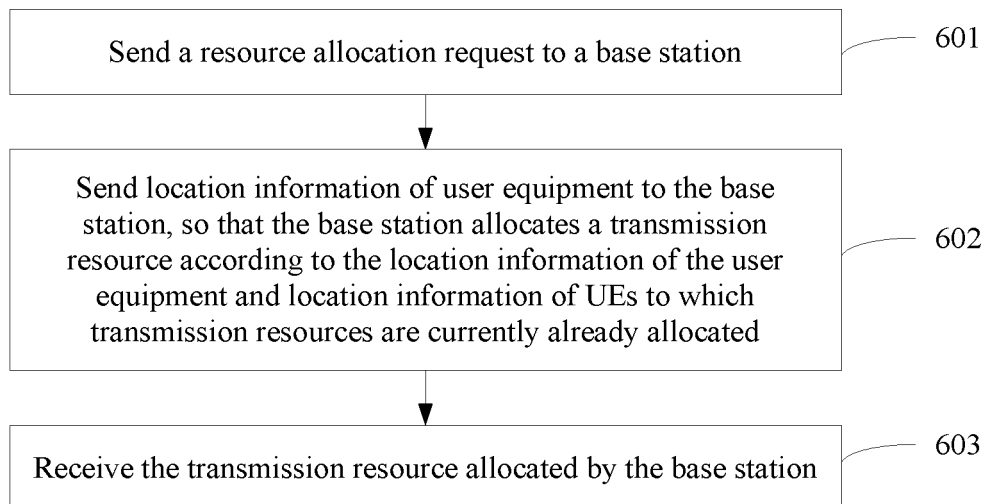 Send a resource allocation request to a base station
601
Send location information of user equipment to the base
station, so that the base station allocates a transmission
resource according to the location information of the user
equipment and location information of UEs to which
transmission resources are currently already allocated
602
Receive the transmission resource allocated by the base station
603